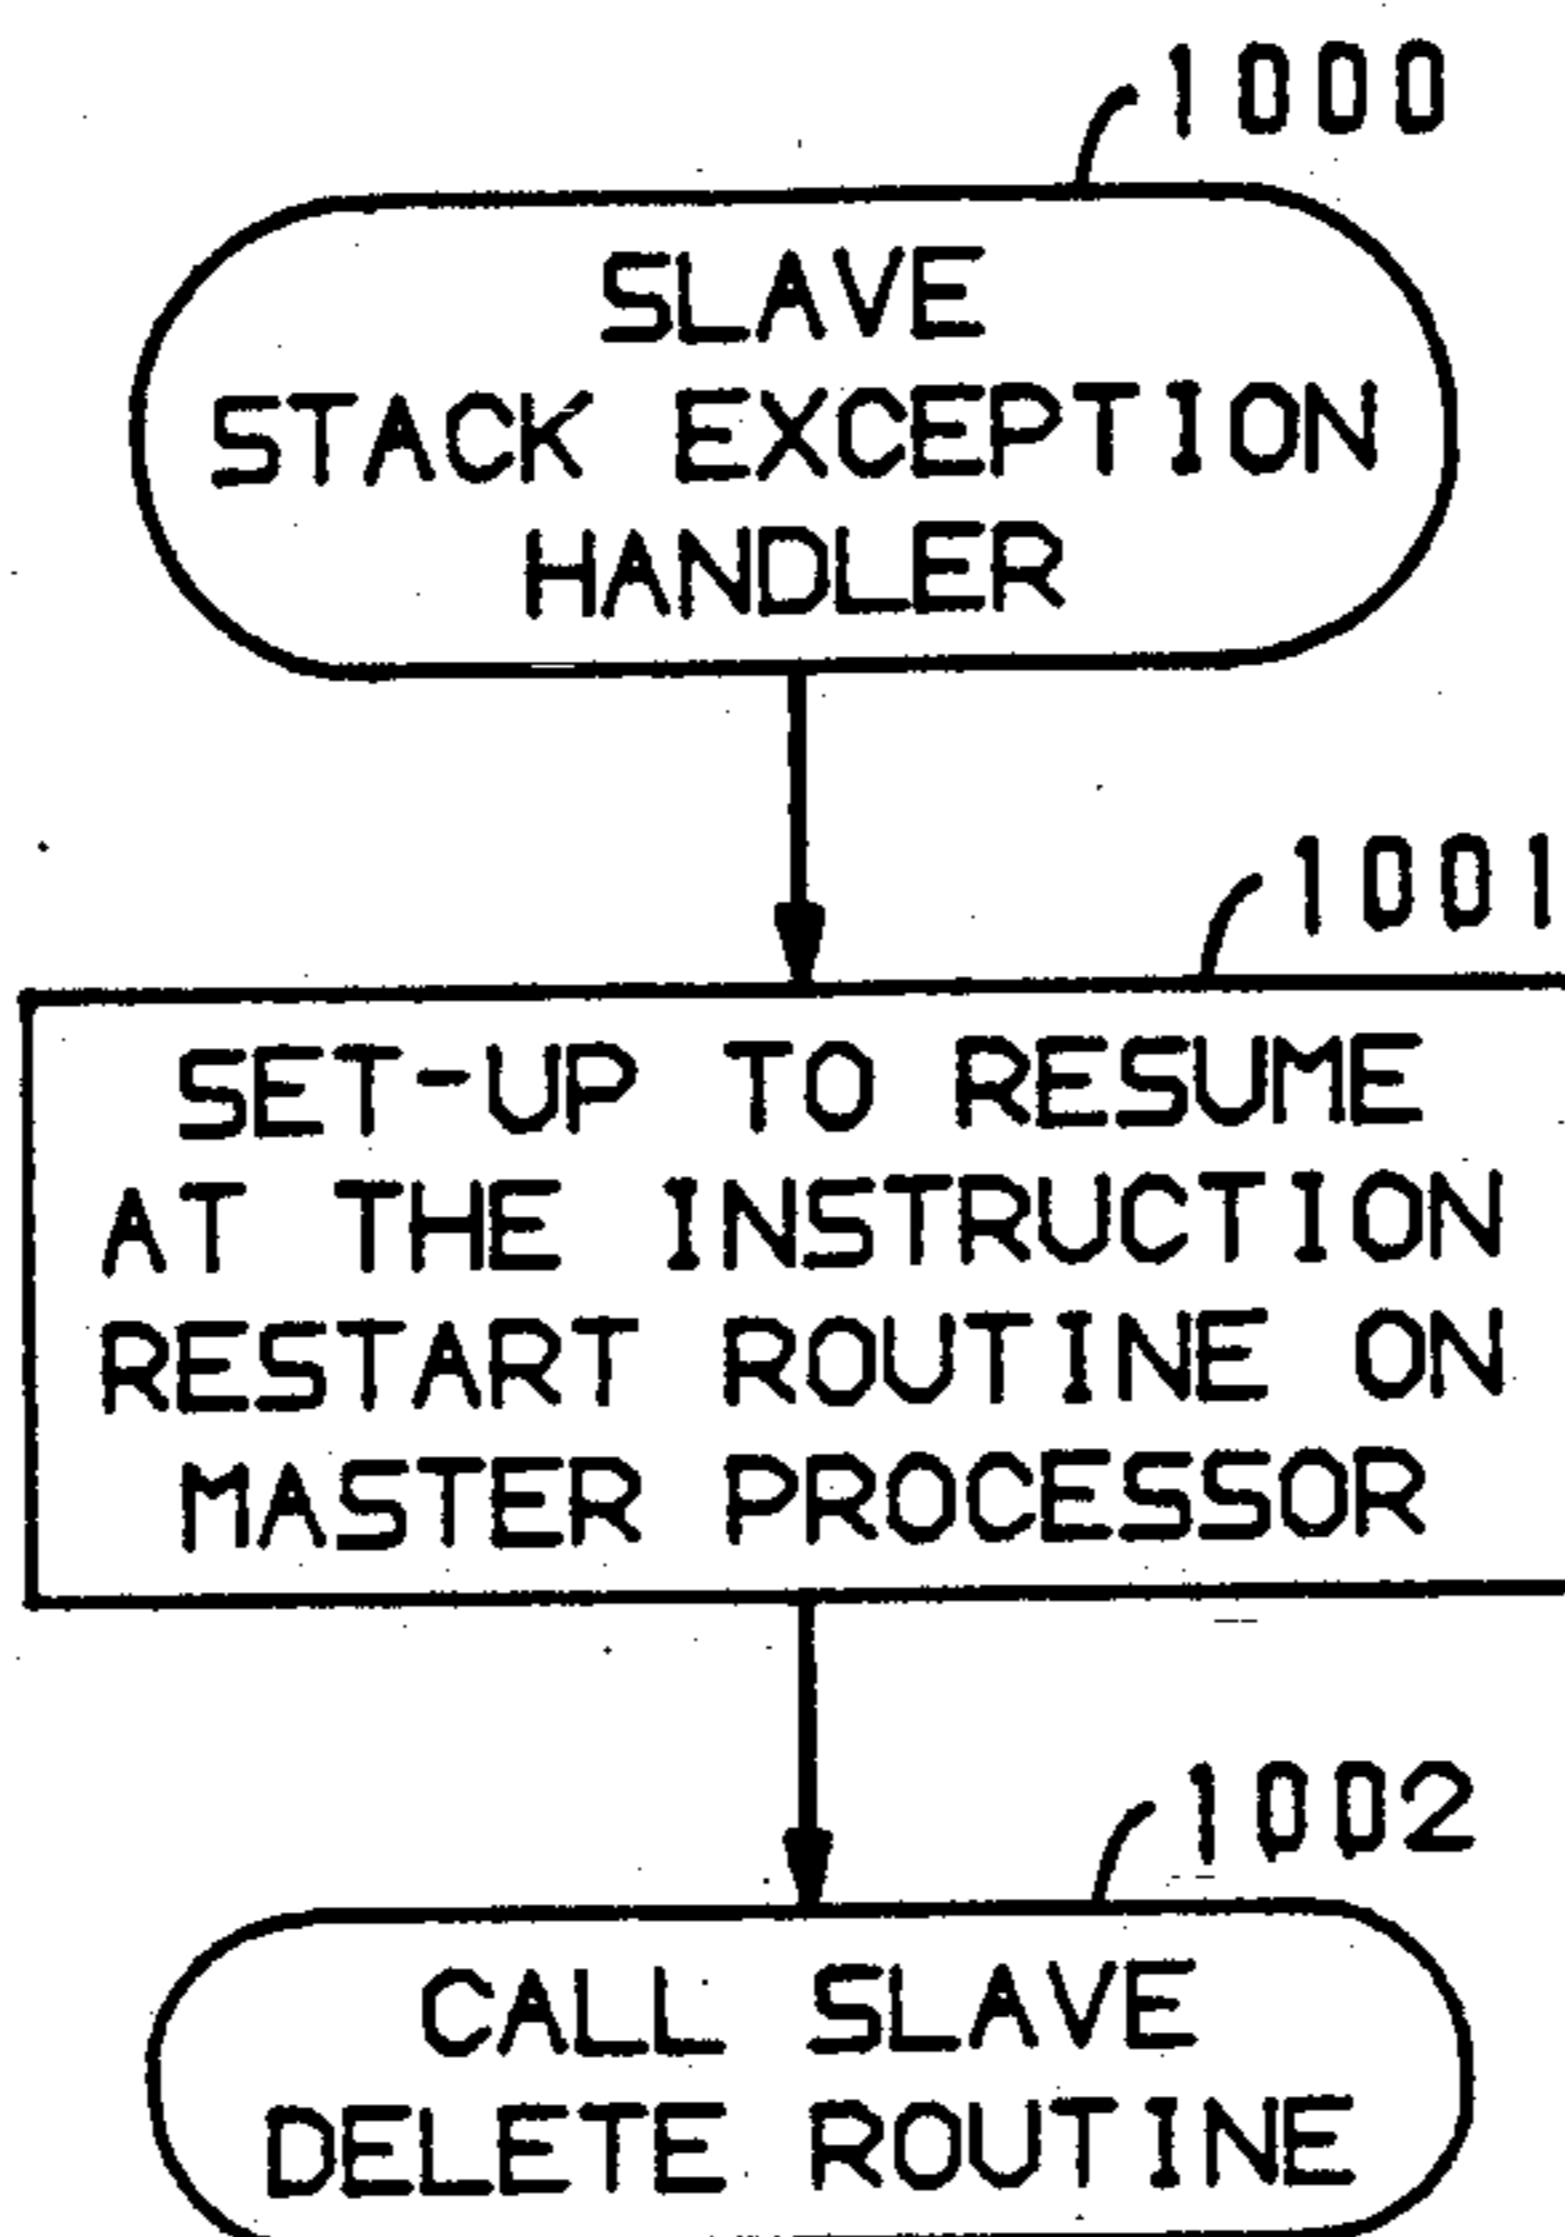 1000
SLAVE
STACK EXCEPTION
HANDLER
1001
SET-UP TO RESUME
AT THE INSTRUCTION
RESTART ROUTINE ON
MASTER PROCESSOR
1002
CALL SLAVE
DELETE ROUTINE